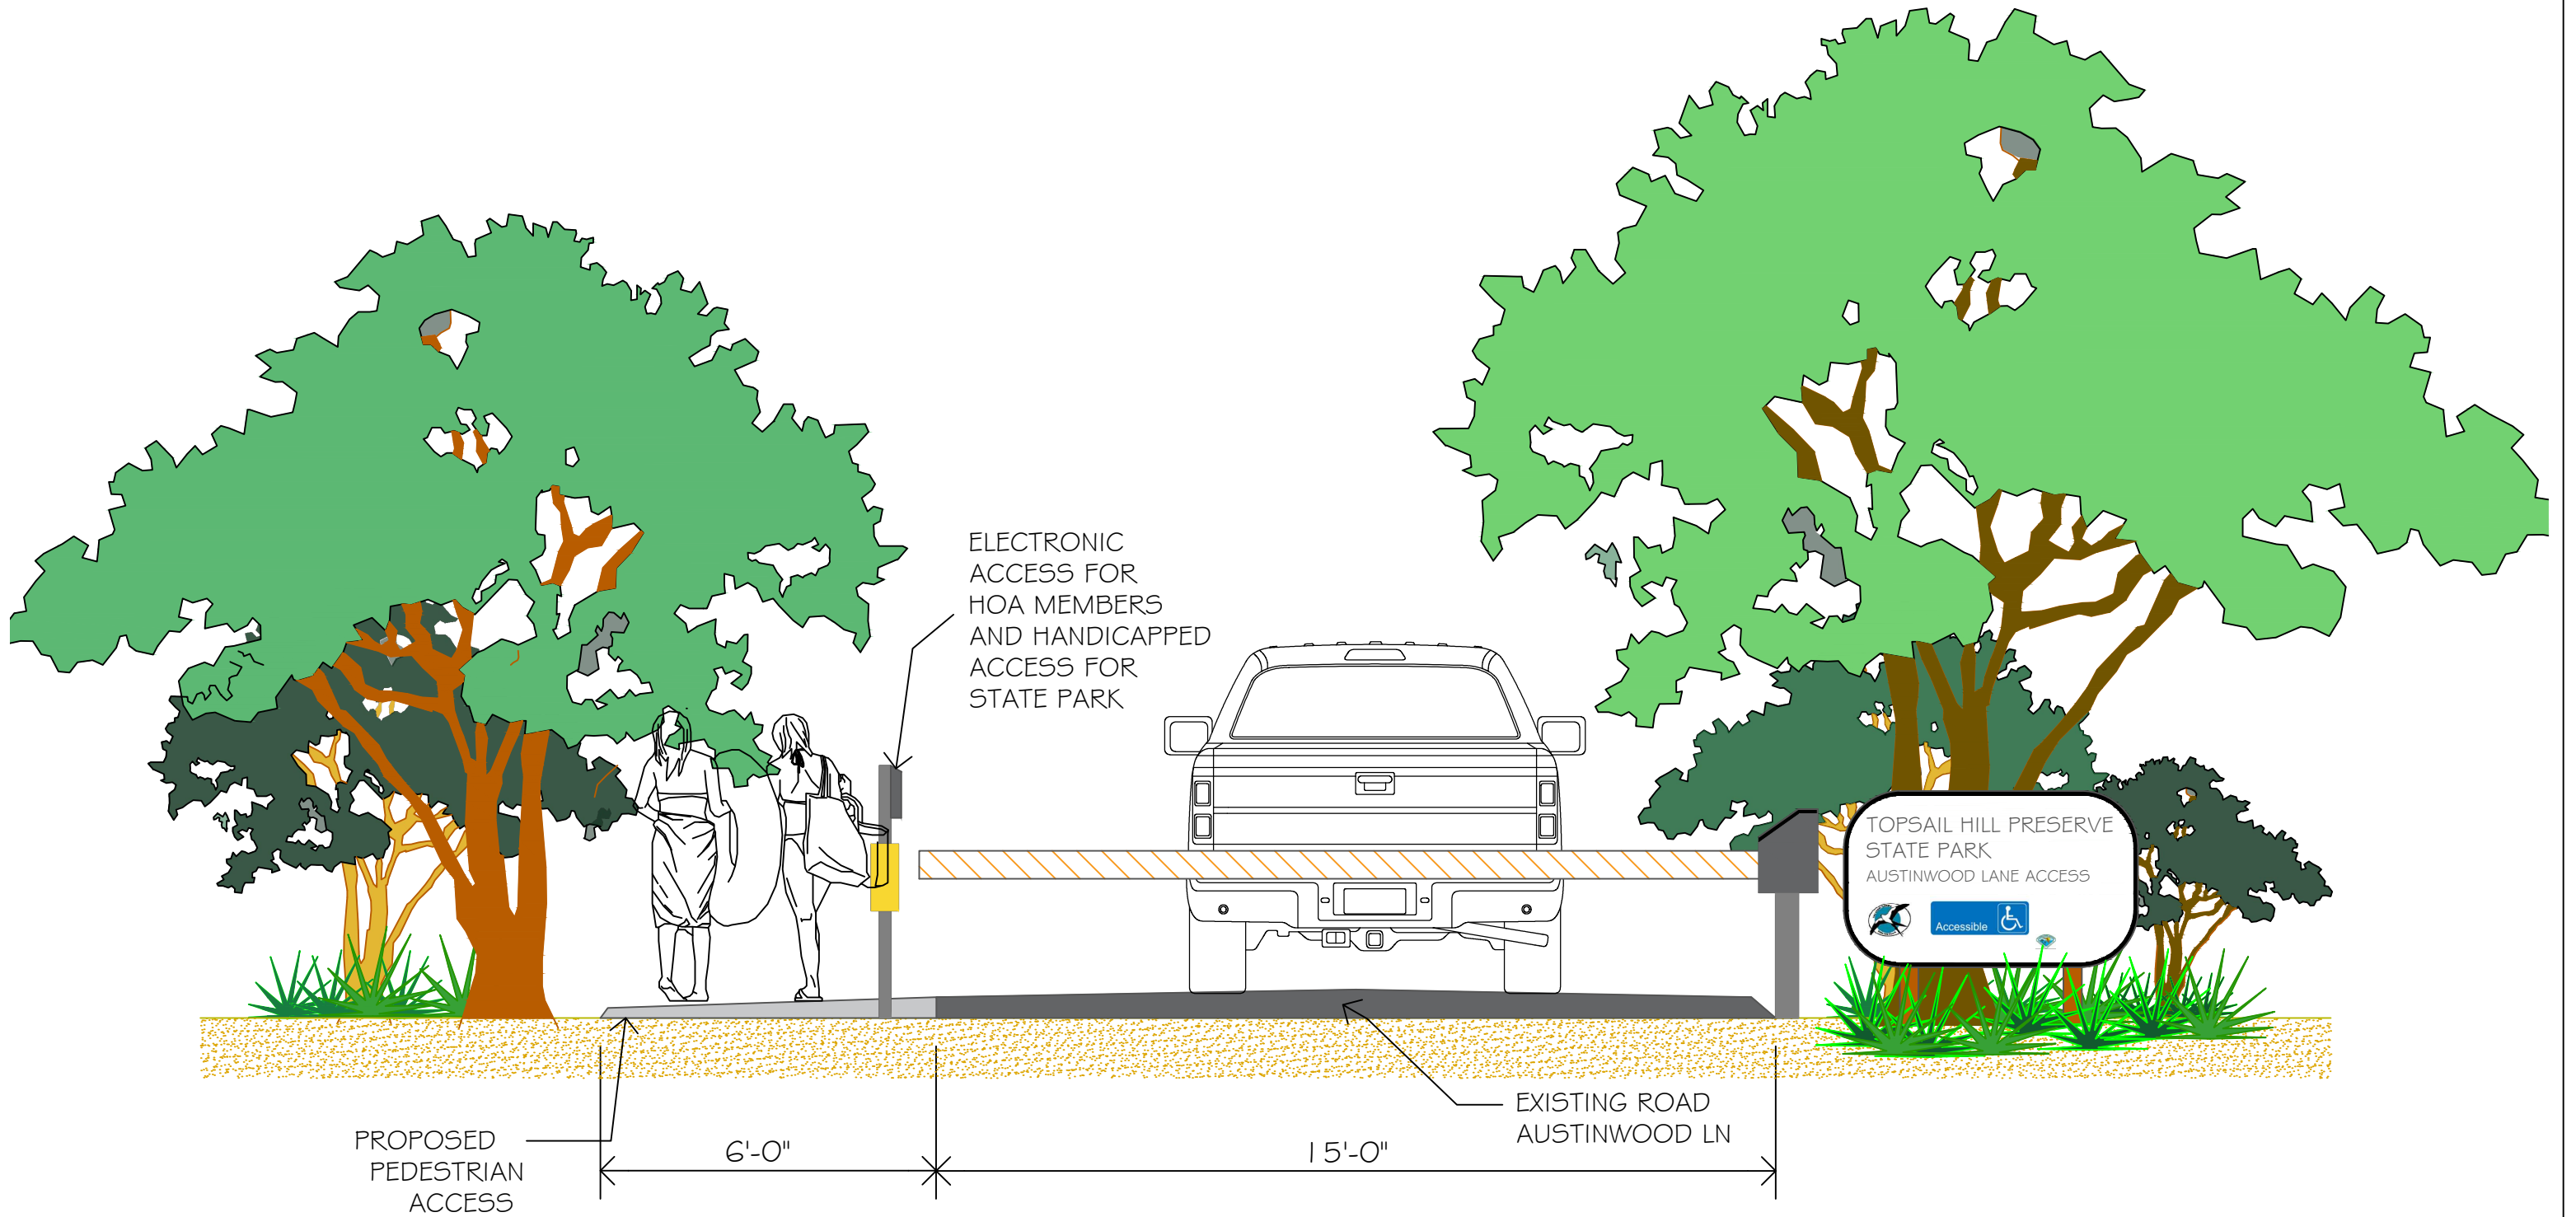 ELECTRONIC
ACCESS FOR
HOA MEMBERS
AND HANDICAPPED
ACCESS FOR
STATE PARK
TOPSAIL HILL PRESERVE
STATE PARK
AUSTINWOOD LANE ACCESS
Accessible
EXISTING ROAD
AUSTINWOOD LN
PROPOSED
PEDESTRIAN
ACCESS
6'-0"
15'-0"